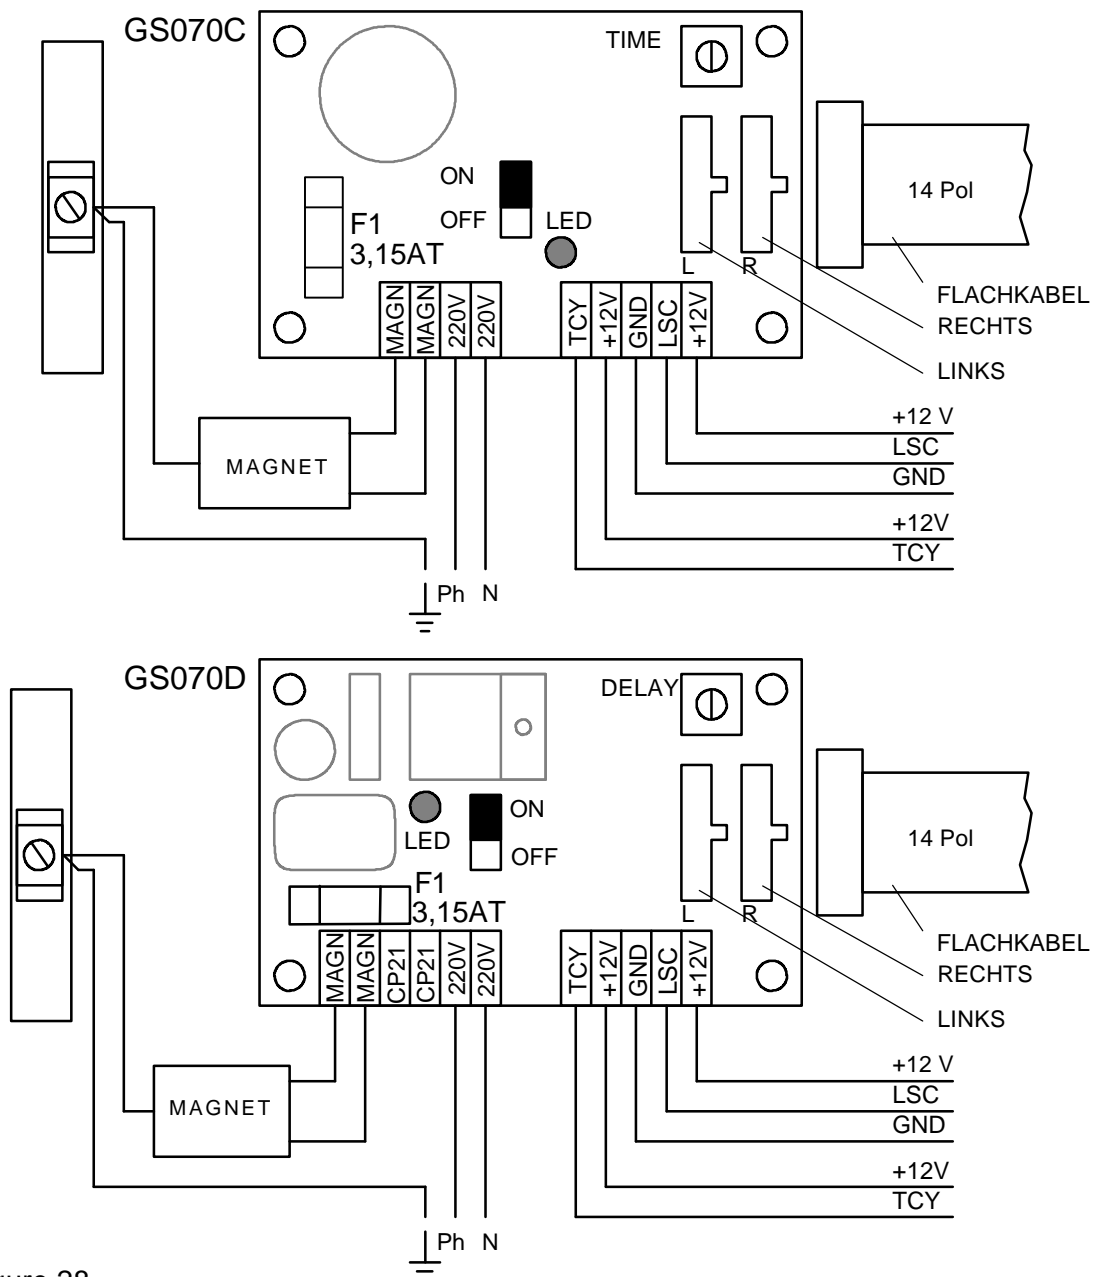 GS070C
TIME
ON
OFF
LED
F1
3,15AT
14 Pol
L
R
MAGN
MAGN
220V
220V
TCY
+12V
GND
LSC
+12V
FLACHKABEL
RECHTS
LINKS
MAGNET
+12 V
LSC
GND
+12V
TCY
Ph N
GS070D
DELAY
ON
OFF
LED
F1
3,15AT
14 Pol
L
R
MAGN
MAGN
CP21
CP21
220V
220V
TCY
+12V
GND
LSC
+12V
FLACHKABEL
RECHTS
LINKS
MAGNET
+12 V
LSC
GND
+12V
TCY
Ph N